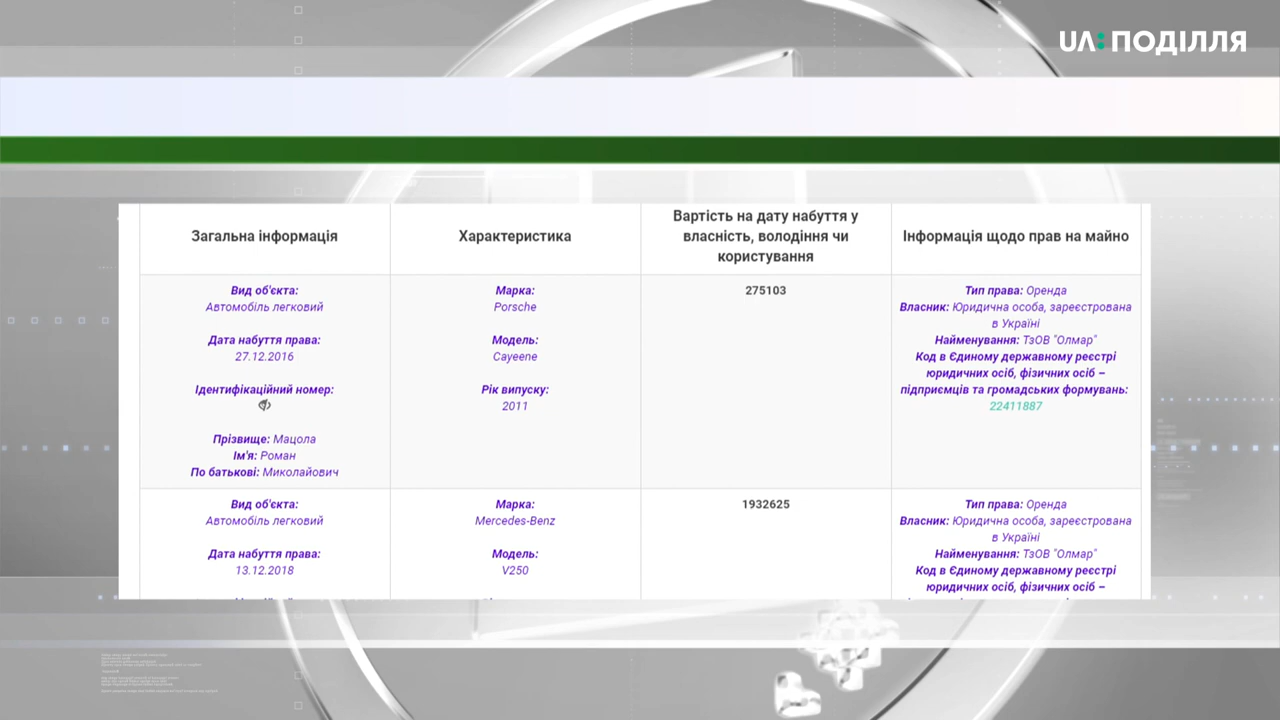 UA: ПОДІЛЛЯ
Загальна інформація
Характеристика
Вартість на дату набуття у
власність, володіння чи
користування
Інформація щодо прав на майно
Вид об'єкта:
Автомобіль легковий
Дата набуття права:
27.12.2016
Ідентифікаційний номер:
Прізвище: Мацола
Ім'я: Роман
По батькові: Миколайович
Марка:
Porsche
Модель:
Cayeene
Рік випуску:
2011
275103
Тип права: Оренда
Власник: Юридична особа, зареєстрована
в Україні
Найменування: ТзОВ "Олмар"
Код в Єдиному державному реєстрі
юридичних осіб, фізичних осіб –
підприємців та громадських формувань:
22411887
Вид об'єкта:
Автомобіль легковий
Дата набуття права:
13.12.2018
Марка:
Mercedes-Benz
Модель:
V250
1932625
Тип права: Оренда
Власник: Юридична особа, зареєстрована
в Україні
Найменування: ТзОВ "Олмар"
Код в Єдиному державному реєстрі
юридичних осіб, фізичних осіб –